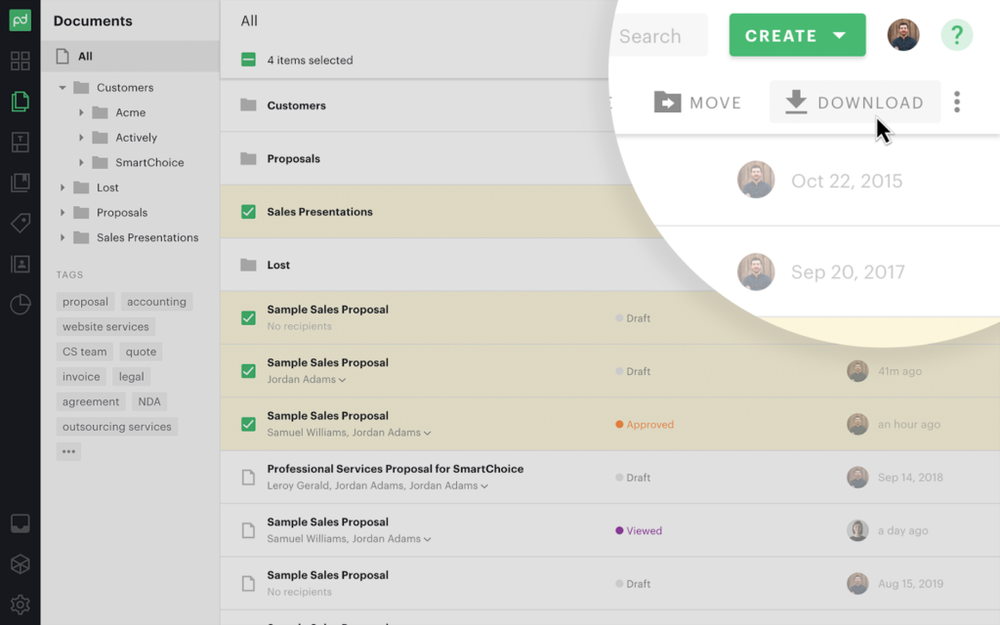 pd
Documents
All
Customers
Acme
Actively
SmartChoice
Lost
Proposals
Sales Presentations
TAGS
proposal
accounting
website services
CS team
quote
invoice
legal
agreement
NDA
outsourcing services
•••
All
4 items selected
Search
CREATE
?
E
MOVE
DOWNLOAD
Customers
Oct 22, 2015
Proposals
Sep 20, 2017
Sales Presentations
Lost
Sample Sales Proposal
No recipients
Draft
Sample Sales Proposal
Jordan Adams
Draft
41m ago
Sample Sales Proposal
Samuel Williams, Jordan Adams
Approved
an hour ago
Professional Services Proposal for SmartChoice
Leroy Gerald, Jordan Adams, Jordan Adams
Draft
Sep 14, 2018
Sample Sales Proposal
Samuel Williams, Jordan Adams
Viewed
a day ago
Sample Sales Proposal
No recipients
Draft
Aug 15, 2019